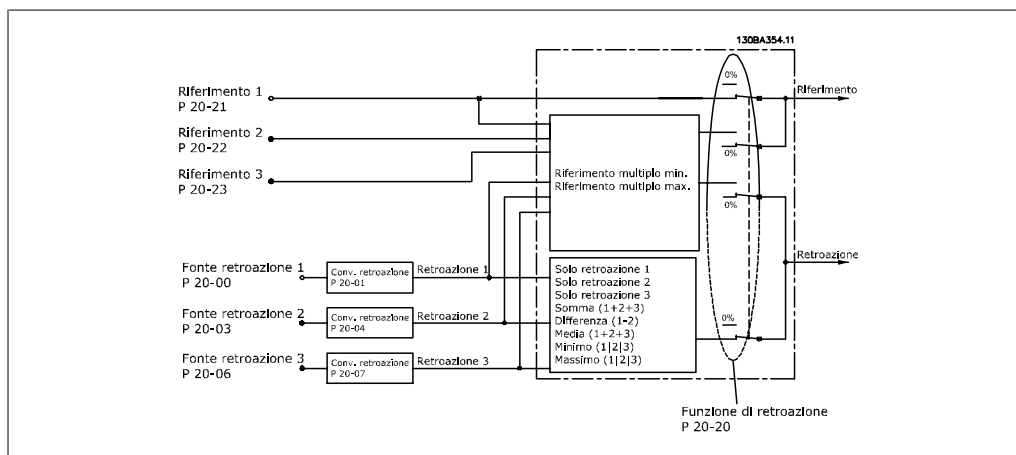 130BA354.11
0%
Riferimento 1
P 20-21
Riferimento
Riferimento 2
P 20-22
0%
Riferimento 3
P 20-23
Riferimento multiplo min.
Riferimento multiplo max.
0%
Retroazione
Fonte retroazione 1
P 20-00
Conv. retroazione
P 20-01
Retroazione 1
Fonte retroazione 2
P 20-03
Conv. retroazione
P 20-04
Retroazione 2
Fonte retroazione 3
P 20-06
Conv. retroazione
P 20-07
Retroazione 3
Solo retroazione 1
Solo retroazione 2
Solo retroazione 3
Somma (1+2+3)
Differenza (1-2)
Media (1+2+3)
Minimo (1|2|3)
Massimo (1|2|3)
0%
Funzione di retroazione
P 20-20